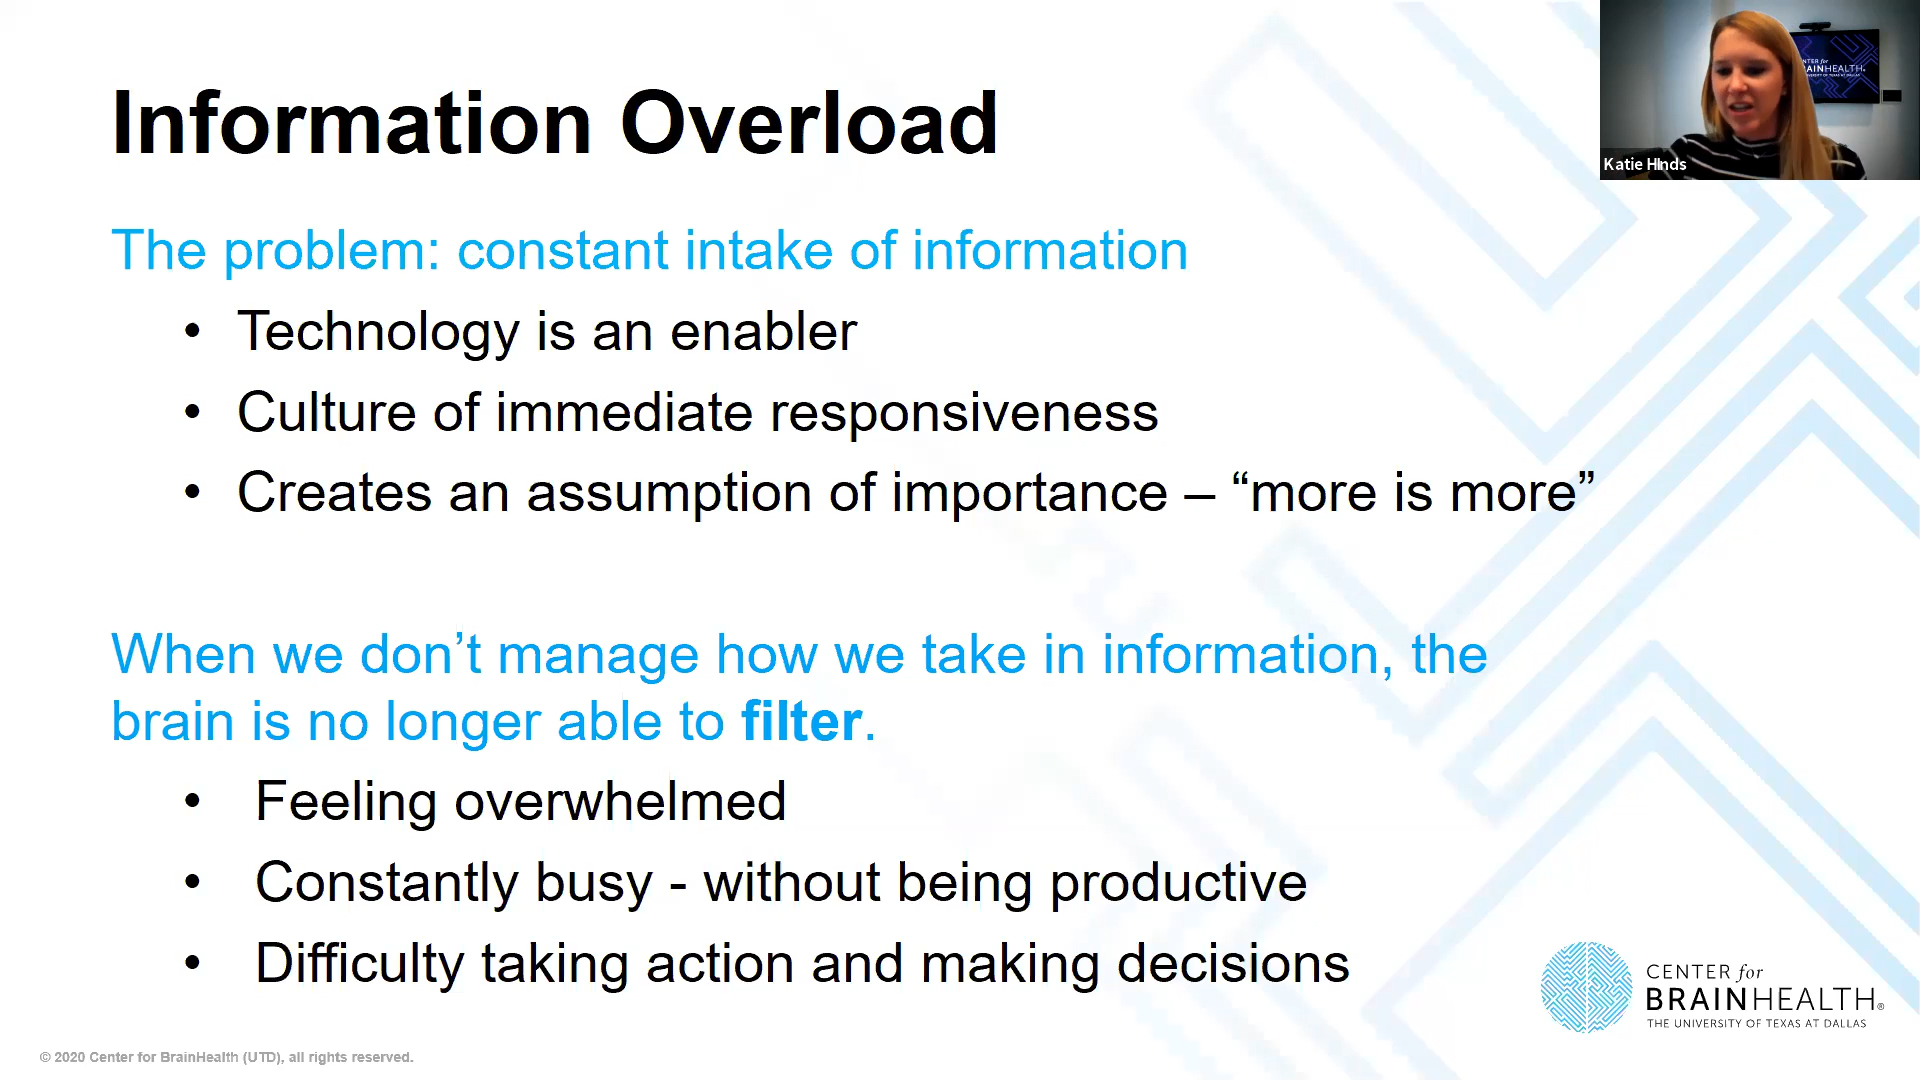 Information Overload
The problem: constant intake of information
• Technology is an enabler
• Culture of immediate responsiveness
• Creates an assumption of importance – “more is more”
When we don’t manage how we take in information, the
brain is no longer able to filter.
• Feeling overwhelmed
• Constantly busy - without being productive
• Difficulty taking action and making decisions
CENTER for
BRAINHEALTH®
THE UNIVERSITY OF TEXAS AT DALLAS
© 2020 Center for BrainHealth (UTD), all rights reserved.
Katie Hinds